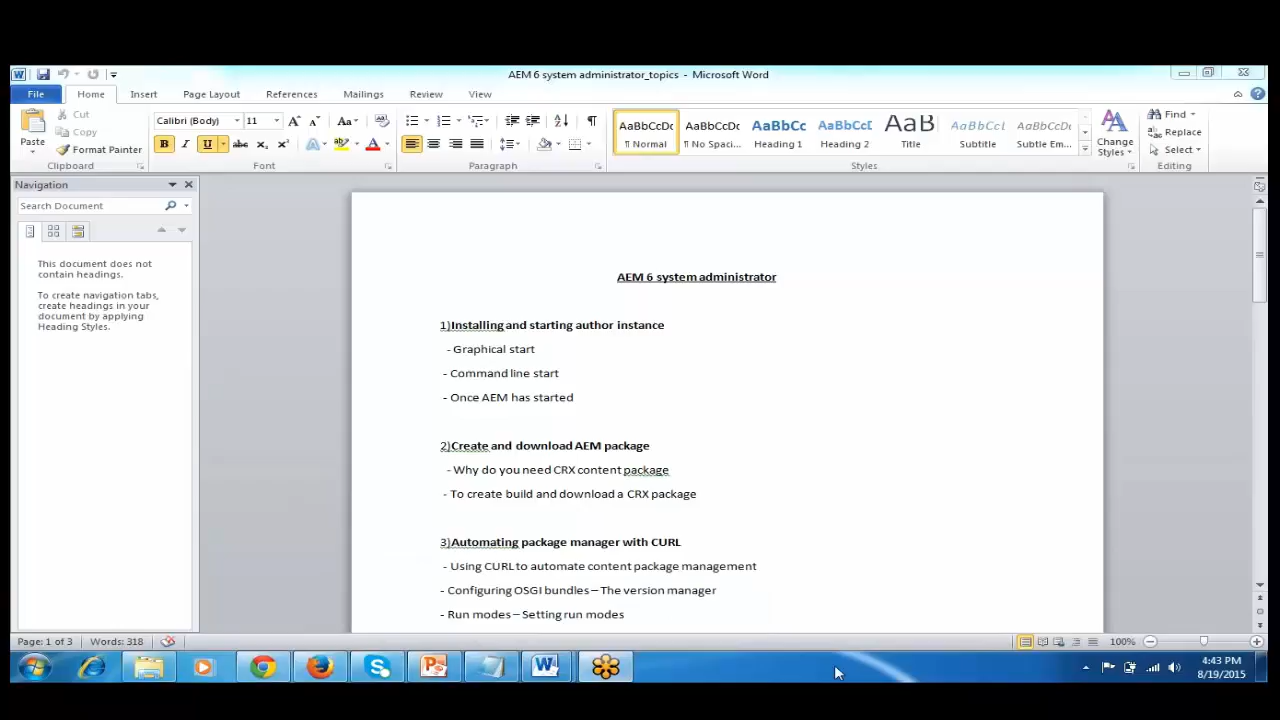 AEM 6 system administrator_topics - Microsoft Word
File Home Insert Page Layout References Mailings Review View
Paste Cut Copy Format Painter Clipboard
Calibri (Body) 11 Font
Paragraph
AaBbCcDc AaBbCcDc AaBbCc AaBbCcI AaB AaBbCcI AaBbCcDc
¶ Normal ¶ No Spaci... Heading 1 Heading 2 Title Subtitle Subtle Em...
Styles
Change Styles
Find Replace Select Editing
Navigation
Search Document
This document does not
contain headings.
To create navigation tabs,
create headings in your
document by applying
Heading Styles.
AEM 6 system administrator
1)Installing and starting author instance
- Graphical start
- Command line start
- Once AEM has started
2)Create and download AEM package
- Why do you need CRX content package
- To create build and download a CRX package
3)Automating package manager with CURL
- Using CURL to automate content package management
- Configuring OSGI bundles – The version manager
- Run modes – Setting run modes
Page: 1 of 3 Words: 318 100%
4:43 PM
8/19/2015